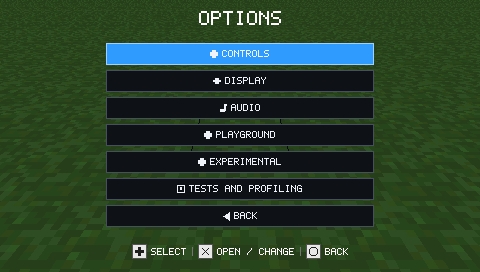 OPTIONS
CONTROLS
DISPLAY
AUDIO
PLAYGROUND
EXPERIMENTAL
TESTS AND PROFILING
BACK
SELECT | OPEN / CHANGE | BACK